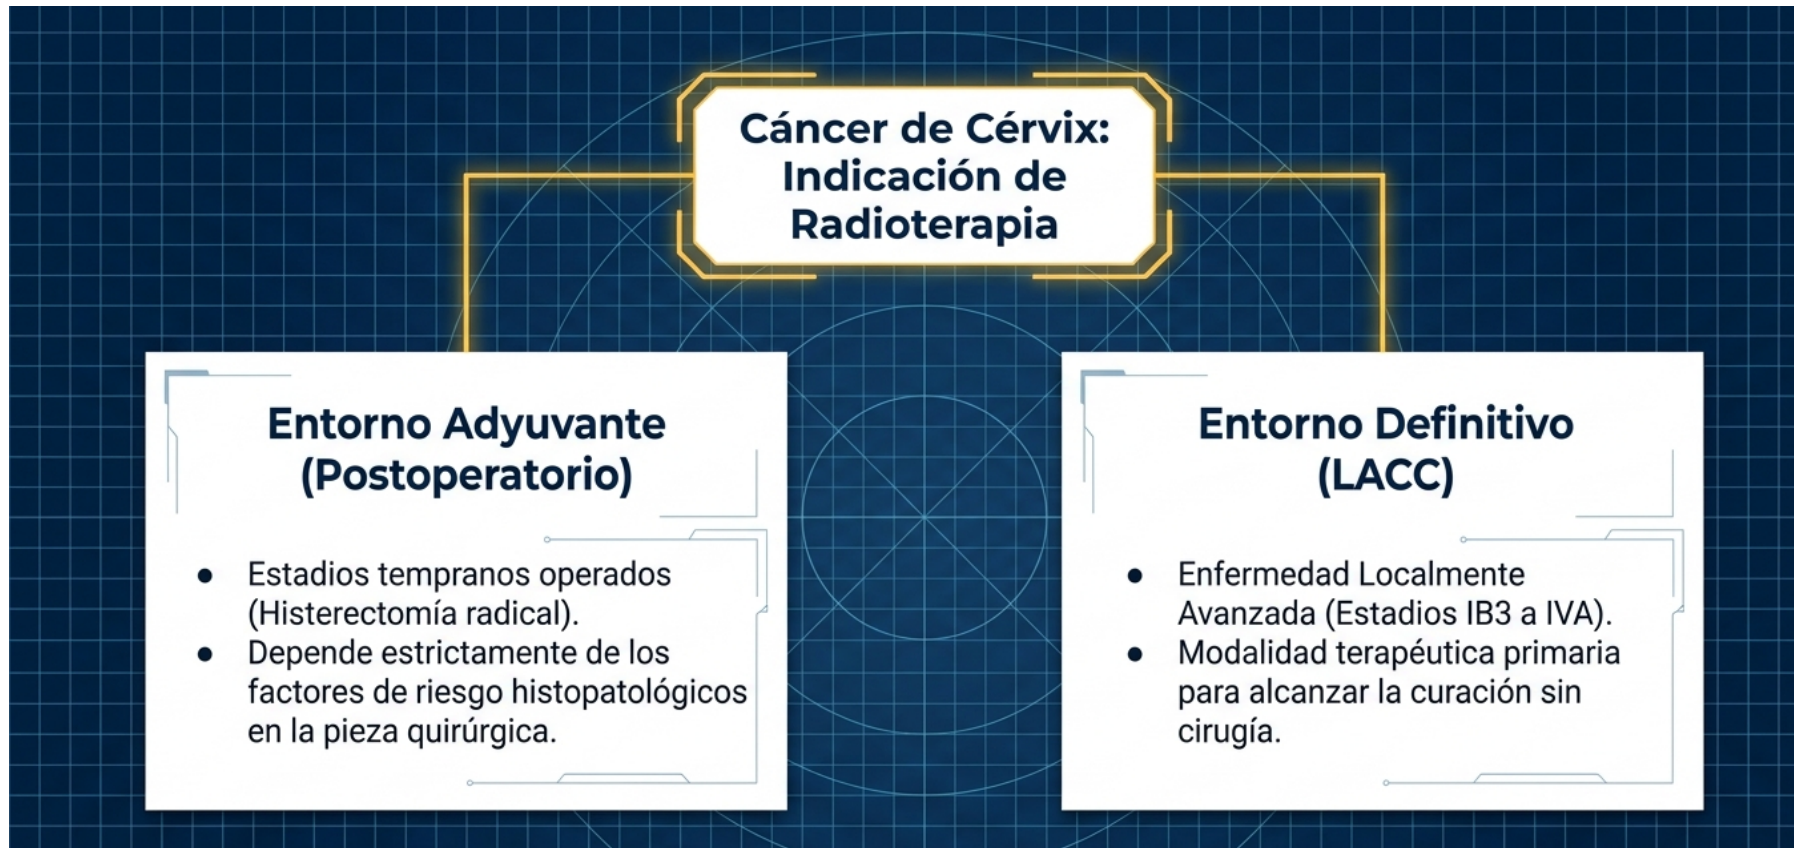 Cáncer de Cérvix:
Indicación de
Radioterapia
Entorno Adyuvante
(Postoperatorio)
● Estadios tempranos operados
(Histerectomía radical).
● Depende estrictamente de los
factores de riesgo histopatológicos
en la pieza quirúrgica.
Entorno Definitivo
(LACC)
● Enfermedad Localmente
Avanzada (Estadios IB3 a IVA).
● Modalidad terapéutica primaria
para alcanzar la curación sin
cirugía.